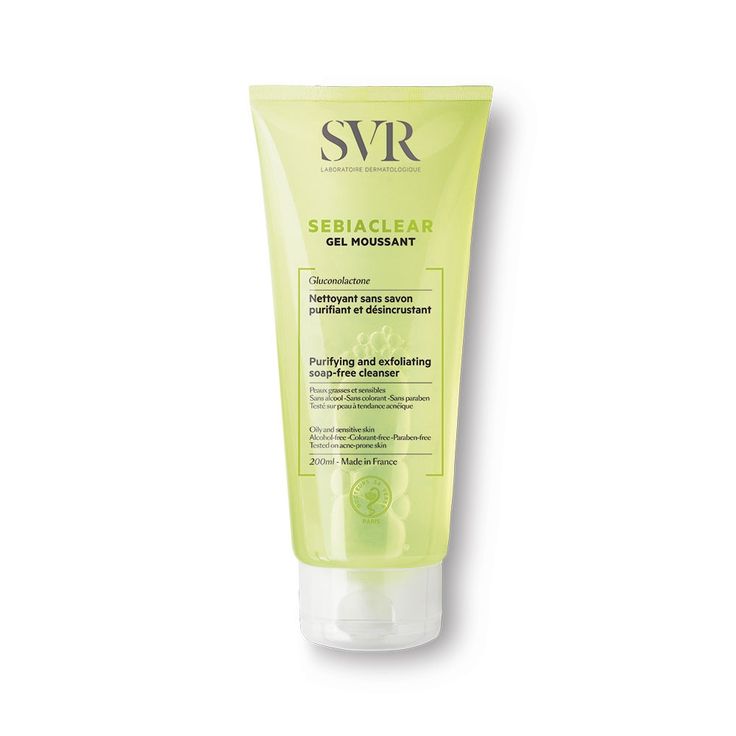 SVR
LABORATOIRE DERMATOLOGIQUE
SEBIACLEAR
GEL MOUSSANT
Gluconolactone
Nettoyant sans savon
purifiant et désincrustant
Purifying and exfoliating
soap-free cleanser
Peaux grasses et sensibles
Sans alcool -Sans colorant -Sans paraben
Testé sur peau à tendance acnéique
Oily and sensitive skin
Alcohol-free -Colorant-free -Paraben-free
Tested on acne-prone skin
200ml - Made in France
PARIS